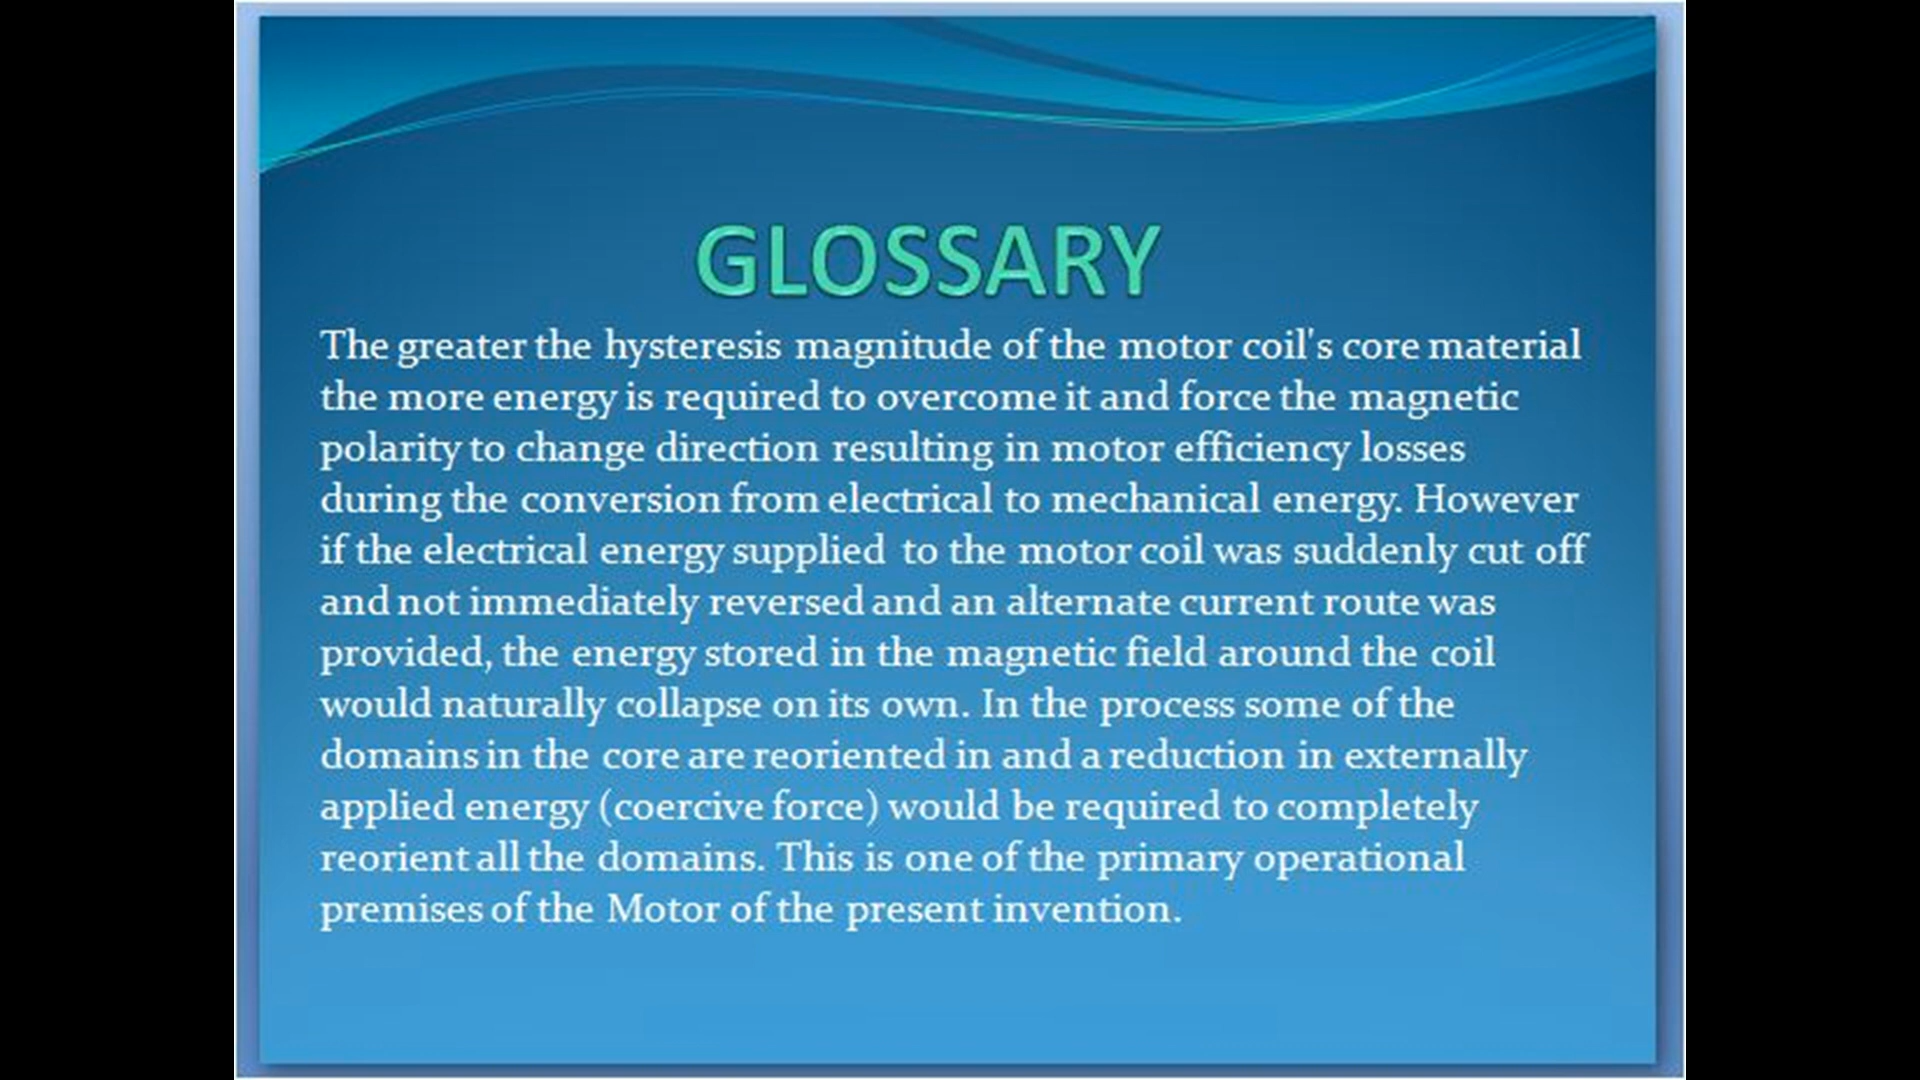 GLOSSARY
The greater the hysteresis magnitude of the motor coil's core material
the more energy is required to overcome it and force the magnetic
polarity to change direction resulting in motor efficiency losses
during the conversion from electrical to mechanical energy. However
if the electrical energy supplied to the motor coil was suddenly cut off
and not immediately reversed and an alternate current route was
provided, the energy stored in the magnetic field around the coil
would naturally collapse on its own. In the process some of the
domains in the core are reoriented in and a reduction in externally
applied energy (coercive force) would be required to completely
reorient all the domains. This is one of the primary operational
premises of the Motor of the present invention.